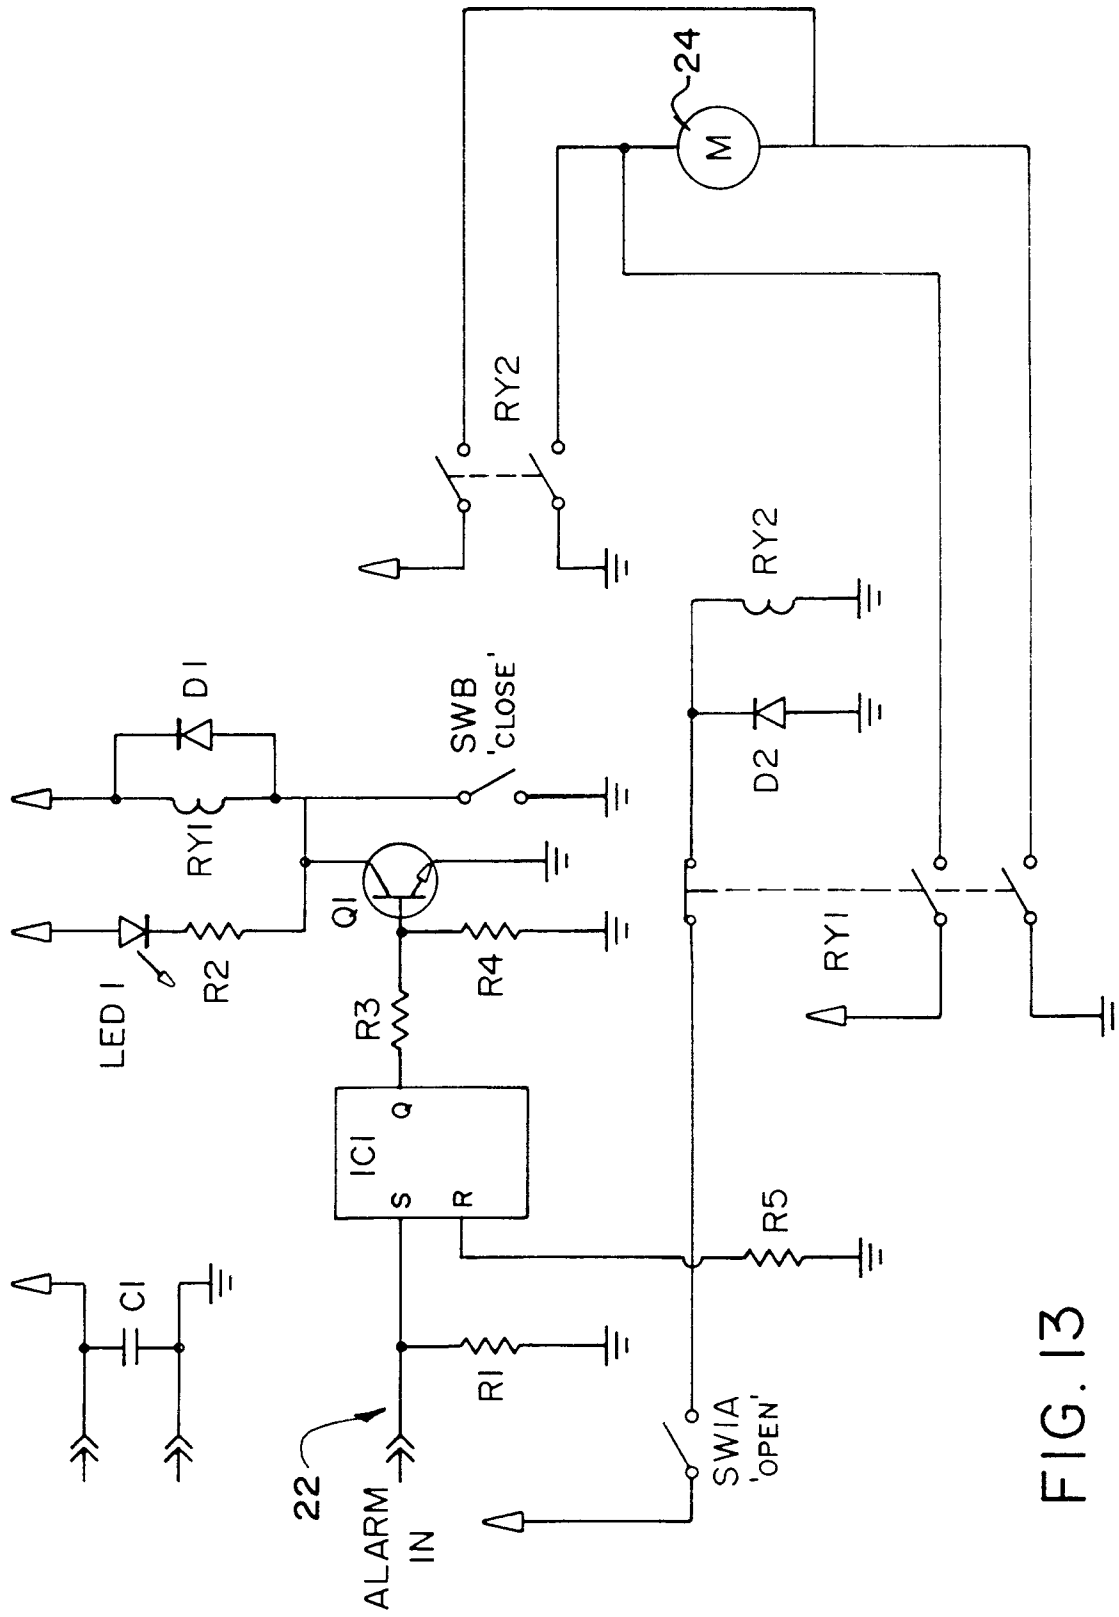 C1
LED1
R2
RY1
D1
22
ALARM
IN
R1
S
R
IC1
Q
R3
Q1
R4
SWB
'CLOSE'
RY2
24
M
SW1A
'OPEN'
R5
D2
RY2
RY1
FIG. 13